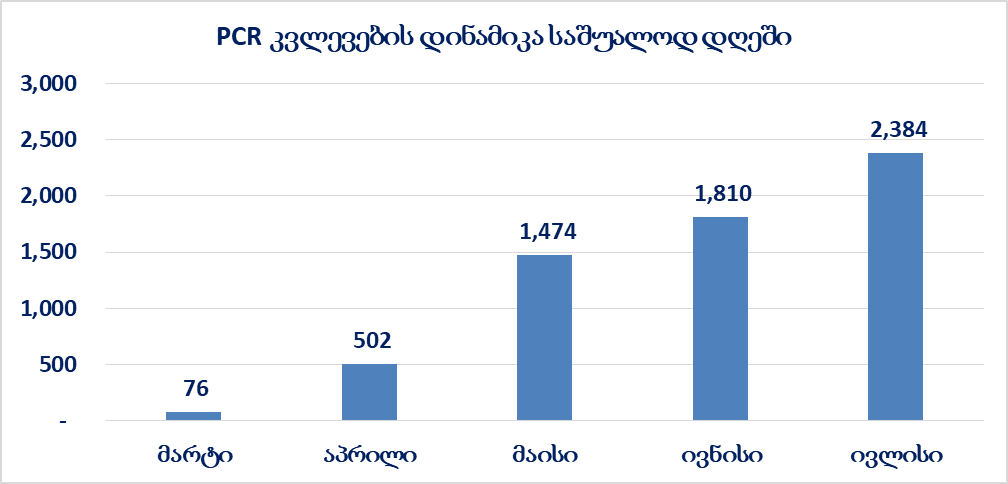 PCR კვლევების დინამიკა საშუალოდ დღეში
3,000
2,500
2,000
1,500
1,000
500
-
76
502
1,474
1,810
2,384
მარტი
აპრილი
მაისი
ივნისი
ივლისი